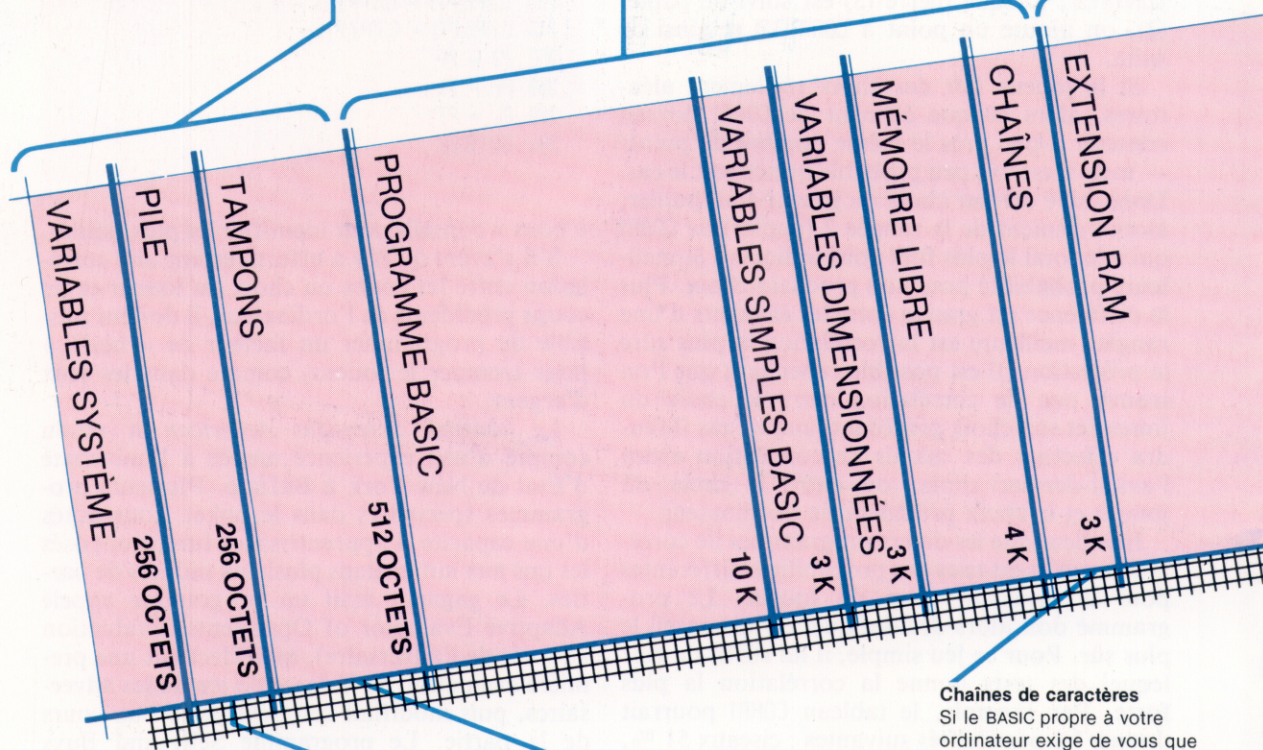 VARIABLES SYSTÈME
256 OCTETS
PILE
256 OCTETS
TAMPONS
512 OCTETS
PROGRAMME BASIC
10 K
VARIABLES SIMPLES BASIC
3 K
VARIABLES DIMENSIONNÉES
3 K
MÉMOIRE LIBRE
4 K
CHAÎNES
3 K
EXTENSION RAM
Chaînes de caractères
Si le BASIC propre à votre
ordinateur exige de vous que